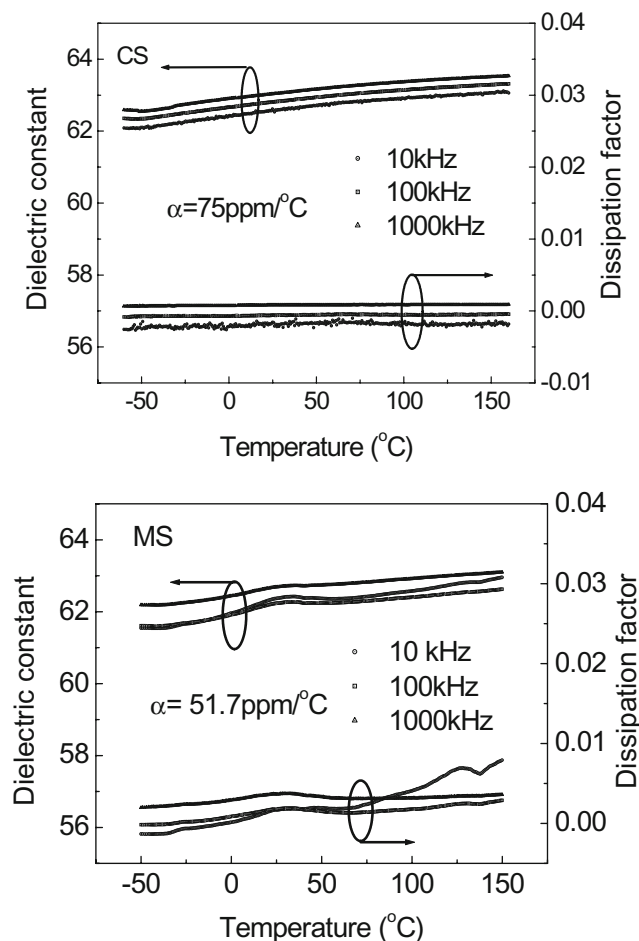 CS
Dielectric constant
64
62
60
58
56
α=75ppm/°C
10kHz
100kHz
1000kHz
0.04
0.03
0.02
0.01
0.00
-0.01
Dissipation factor
-50
0
50
100
150
Temperature (°C)
MS
Dielectric constant
64
62
60
58
56
α= 51.7ppm/°C
10 kHz
100kHz
1000kHz
0.04
0.03
0.02
0.01
0.00
Dissipation factor
-50
0
50
100
150
Temperature (°C)